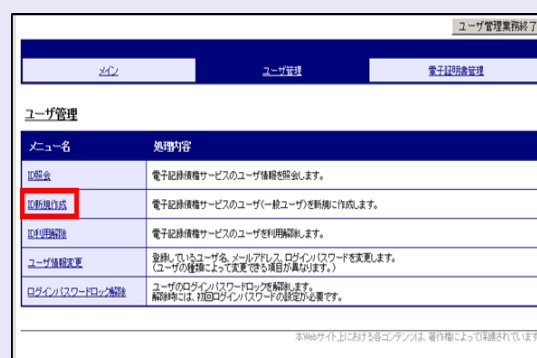 ユーザ管理業務終了
メイン ユーザ管理 電子証明書管理
ユーザ管理
メニュー名 処理内容
ID照会 電子記録債権サービスのユーザ情報を照会します。
ID新規作成 電子記録債権サービスのユーザ(一般ユーザ)を新規に作成します。
ID利用解除 電子記録債権サービスのユーザを利用解除します。
ユーザ情報変更 登録しているユーザ名、メールアドレス、ログインパスワードを変更します。
(ユーザの種類によって変更できる項目が異なります。)
ログインパスワードロック解除 ユーザのログインパスワードロックを解除します。
解除時には、初回ログインパスワードの設定が必要です。
本Webサイト上における各コンテンツは、著作権によって保護されています